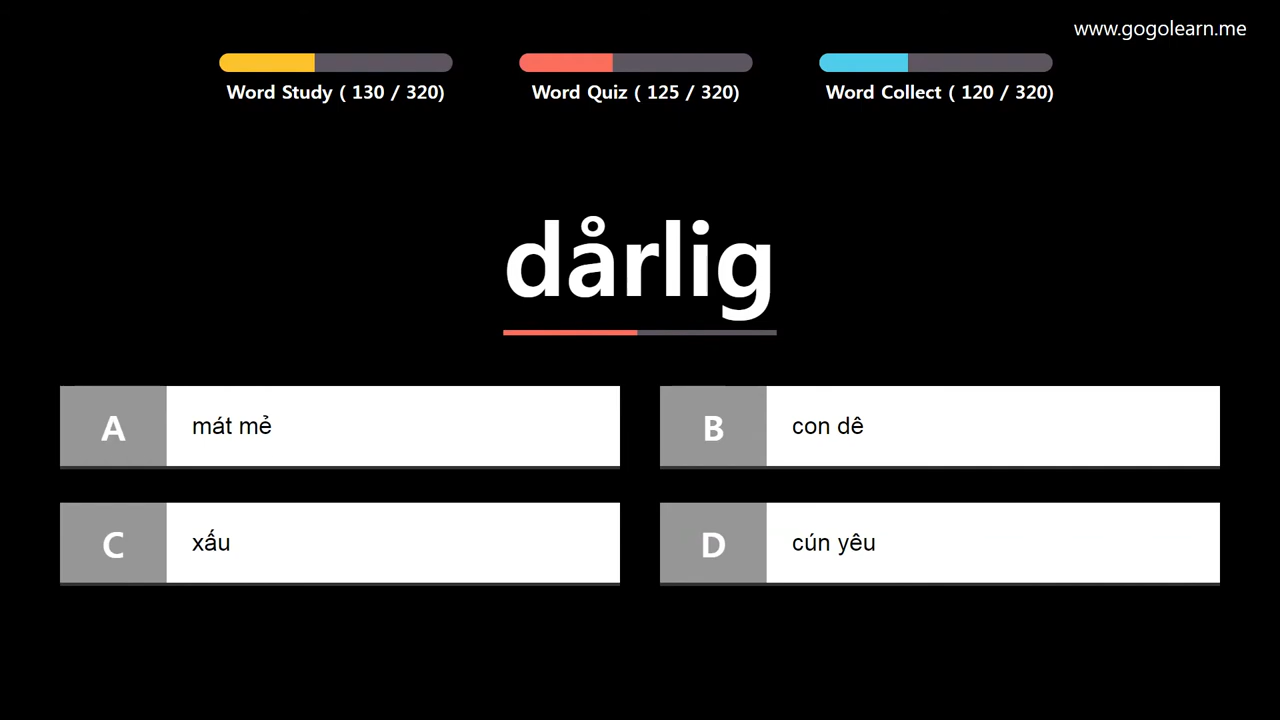 www.gogolearn.me
Word Study ( 130 / 320)
Word Quiz ( 125 / 320)
Word Collect ( 120 / 320)
dårlig
A mát mẻ
B con dê
C xấu
D cún yêu